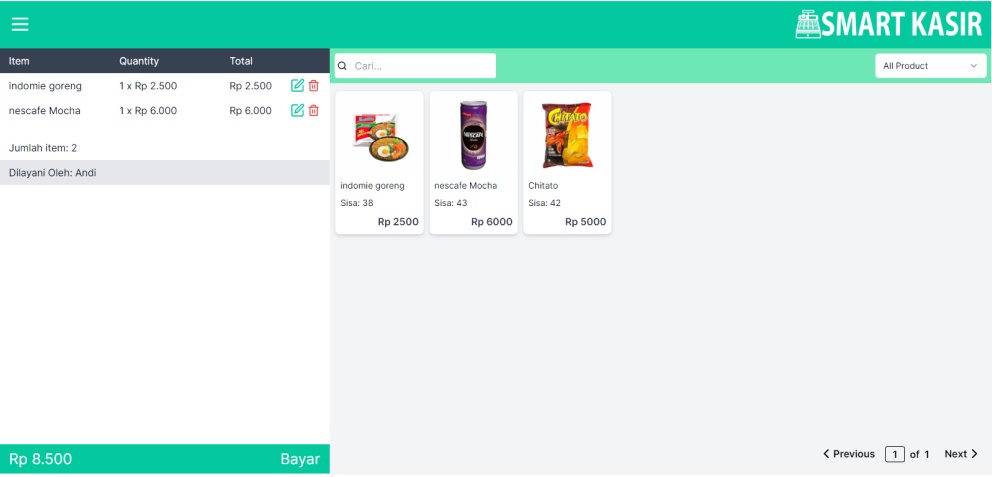 SMART KASIR
Item Quantity Total
indomie goreng 1 x Rp 2.500 Rp 2.500
nescafe Mocha 1 x Rp 6.000 Rp 6.000
Jumlah item: 2
Dilayani Oleh: Andi
Rp 8.500 Bayar
Cari...
All Product
NESCAFE
CHITATO
indomie goreng
Sisa: 38
Rp 2500
nescafe Mocha
Sisa: 43
Rp 6000
Chitato
Sisa: 42
Rp 5000
Previous 1 of 1 Next